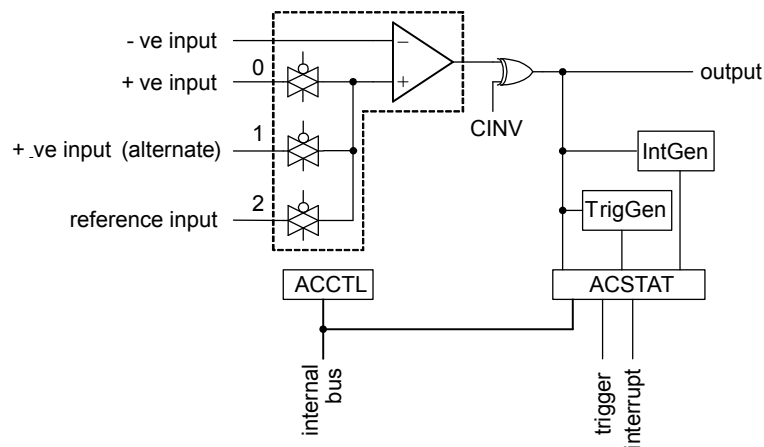 - ve input
0
+ ve input
output
CINV
1
+ -ve input (alternate)
IntGen
2
reference input
TrigGen
ACCTL
ACSTAT
internal
bus
trigger
interrupt